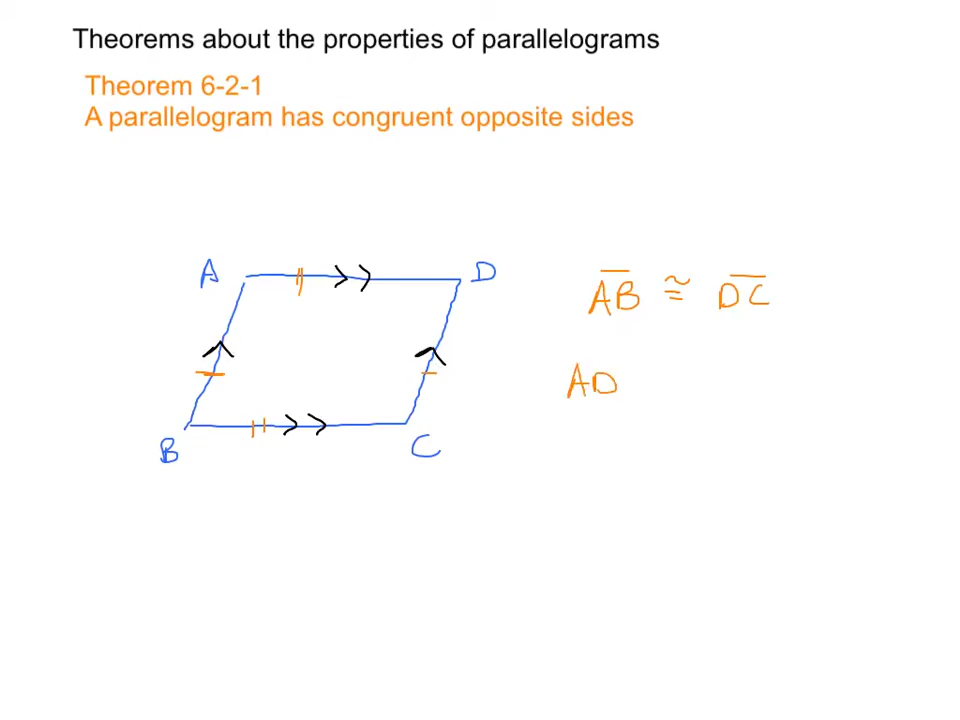 Theorems about the properties of parallelograms
Theorem 6-2-1
A parallelogram has congruent opposite sides
A D
A̅B̅ ≅ D̅C̅
AD
B C